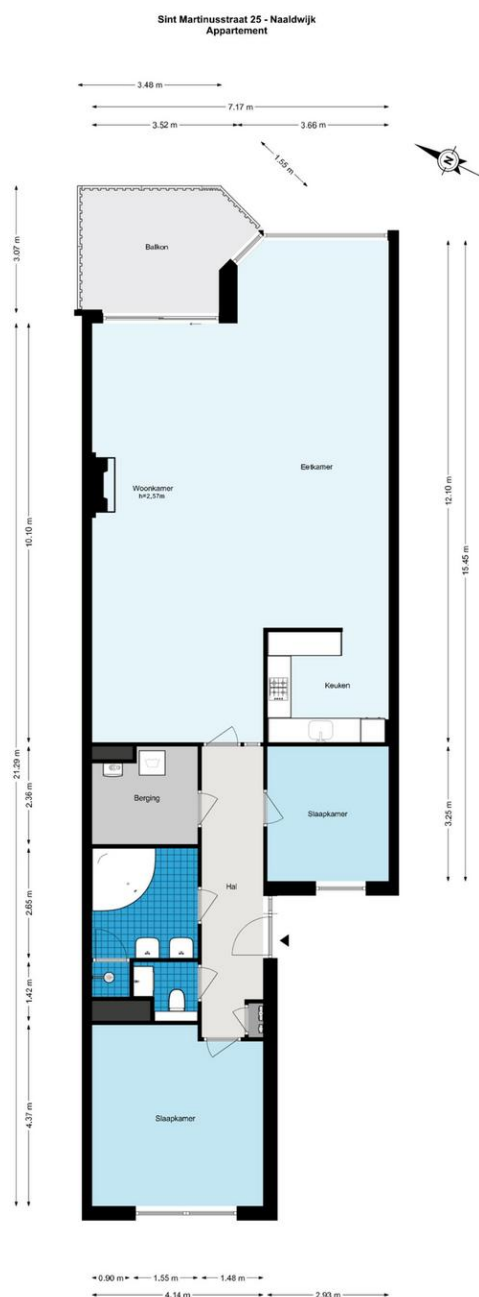 Sint Martinusstraat 25 - Naaldwijk
Appartement
3.48 m
7.17 m
3.52 m
3.66 m
1.55 m
N
3.07 m
Balkon
10.10 m
21.29 m
12.10 m
15.45 m
Eetkamer
Woonkamer
h=2,57m
Keuken
2.36 m
3.25 m
Berging
Slaapkamer
2.65 m
Hal
1.42 m
4.37 m
Slaapkamer
0.90 m
1.55 m
1.48 m
4.14 m
2.93 m